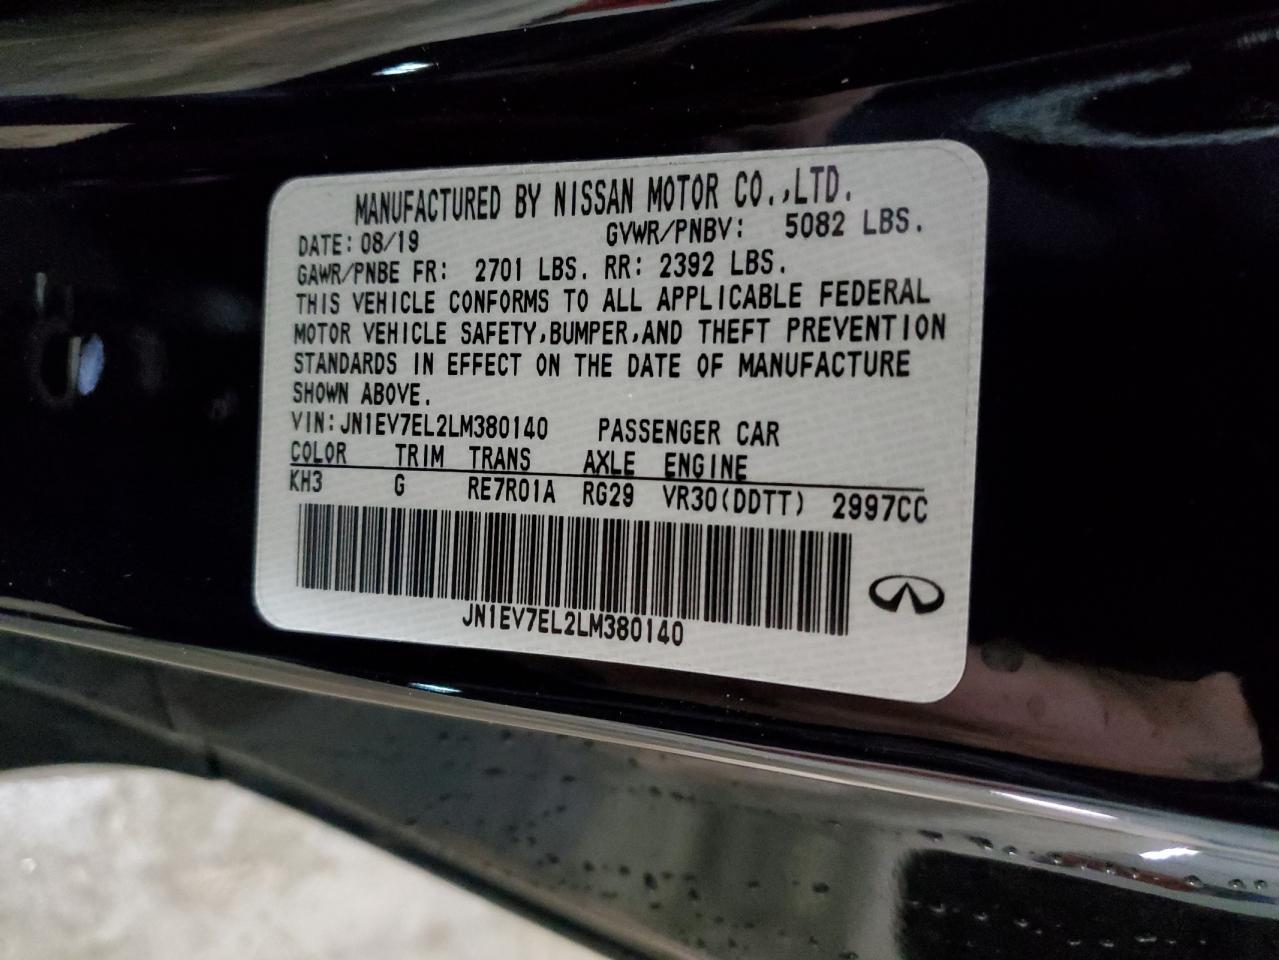 MANUFACTURED BY NISSAN MOTOR CO.,LTD.
DATE: 08/19 GVWR/PNBV: 5082 LBS.
GAWR/PNBE FR: 2701 LBS. RR: 2392 LBS.
THIS VEHICLE CONFORMS TO ALL APPLICABLE FEDERAL
MOTOR VEHICLE SAFETY,BUMPER,AND THEFT PREVENTION
STANDARDS IN EFFECT ON THE DATE OF MANUFACTURE
SHOWN ABOVE.
VIN:JN1EV7EL2LM380140 PASSENGER CAR
COLOR TRIM TRANS AXLE ENGINE
KH3 G RE7R01A RG29 VR30(DDTT) 2997CC
JN1EV7EL2LM380140